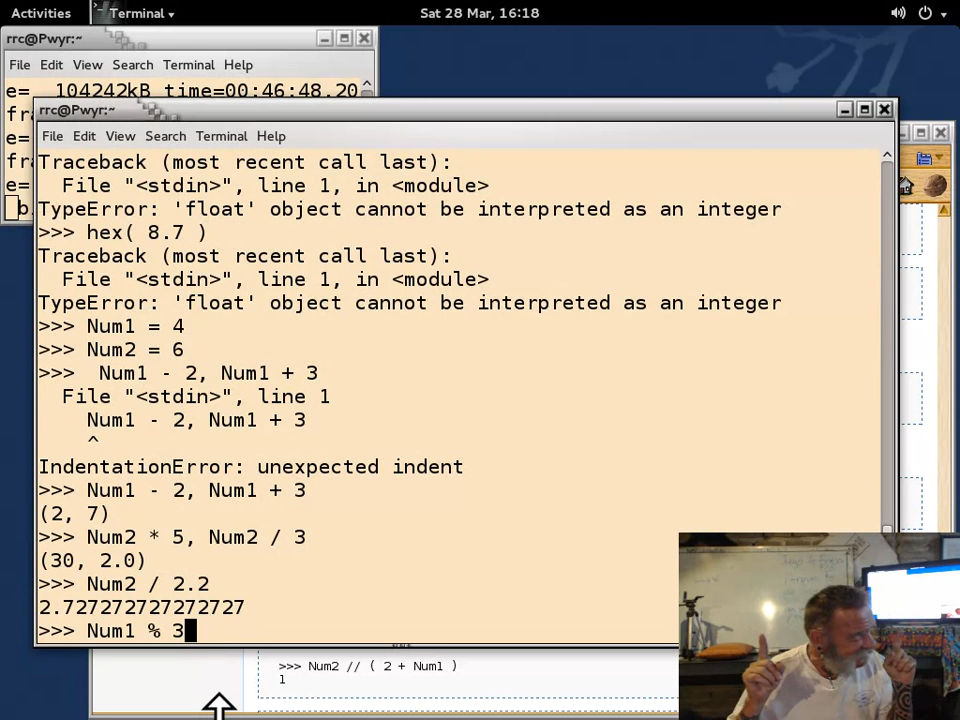 Activities
Terminal
Sat 28 Mar, 16:18
rrc@Pwyr:~
File Edit View Search Terminal Help
e= 104242kB time=00:46:48.20
fra
e=
fra
e=
b
rrc@Pwyr:~
File Edit View Search Terminal Help
Traceback (most recent call last):
  File "<stdin>", line 1, in <module>
TypeError: 'float' object cannot be interpreted as an integer
>>> hex( 8.7 )
Traceback (most recent call last):
  File "<stdin>", line 1, in <module>
TypeError: 'float' object cannot be interpreted as an integer
>>> Num1 = 4
>>> Num2 = 6
>>>  Num1 - 2, Num1 + 3
  File "<stdin>", line 1
    Num1 - 2, Num1 + 3
    ^
IndentationError: unexpected indent
>>> Num1 - 2, Num1 + 3
(2, 7)
>>> Num2 * 5, Num2 / 3
(30, 2.0)
>>> Num2 / 2.2
2.727272727272727
>>> Num1 % 3
>>> Num2 // ( 2 + Num1 )
1